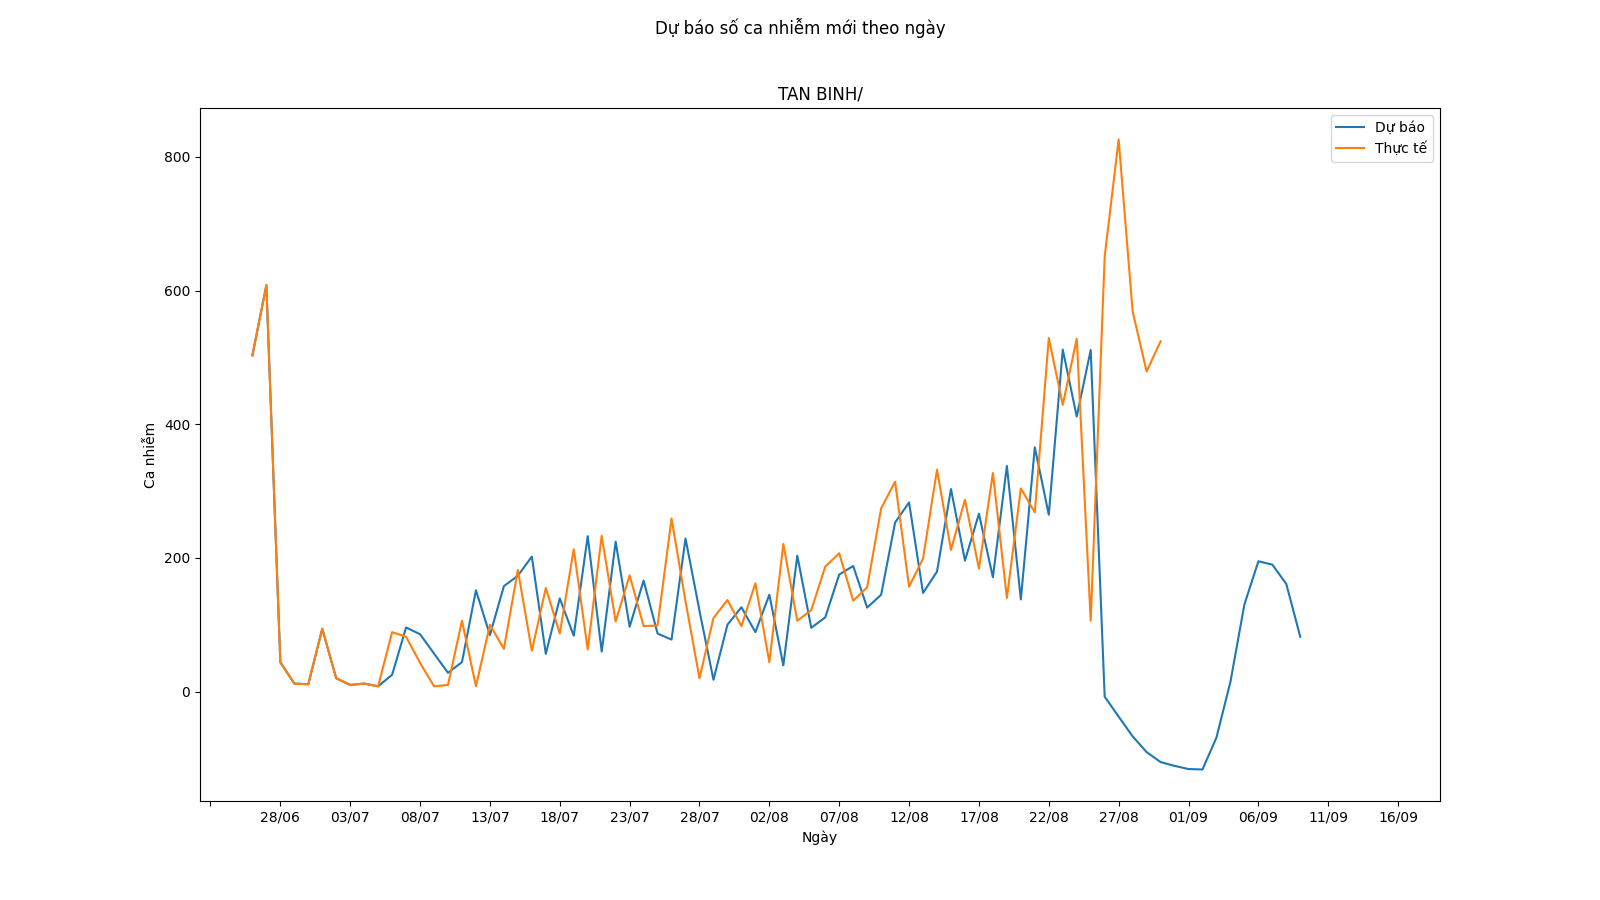 Dự báo số ca nhiễm mới theo ngày
TAN BINH/
Dự báo
Thực tế
800
600
400
200
0
Ca nhiễm
28/06 03/07 08/07 13/07 18/07 23/07 28/07 02/08 07/08 12/08 17/08 22/08 27/08 01/09 06/09 11/09 16/09
Ngày